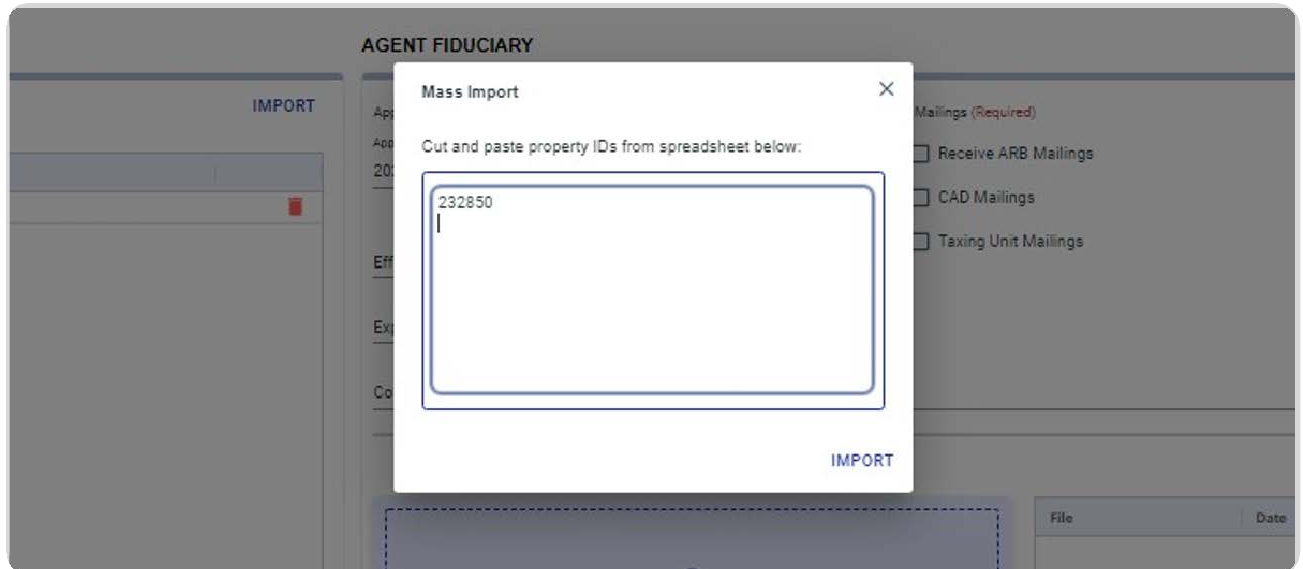 AGENT FIDUCIARY
IMPORT
Mass Import
Cut and paste property IDs from spreadsheet below:
232850
IMPORT
Mailings (Required)
Receive ARB Mailings
CAD Mailings
Taxing Unit Mailings
File
Date